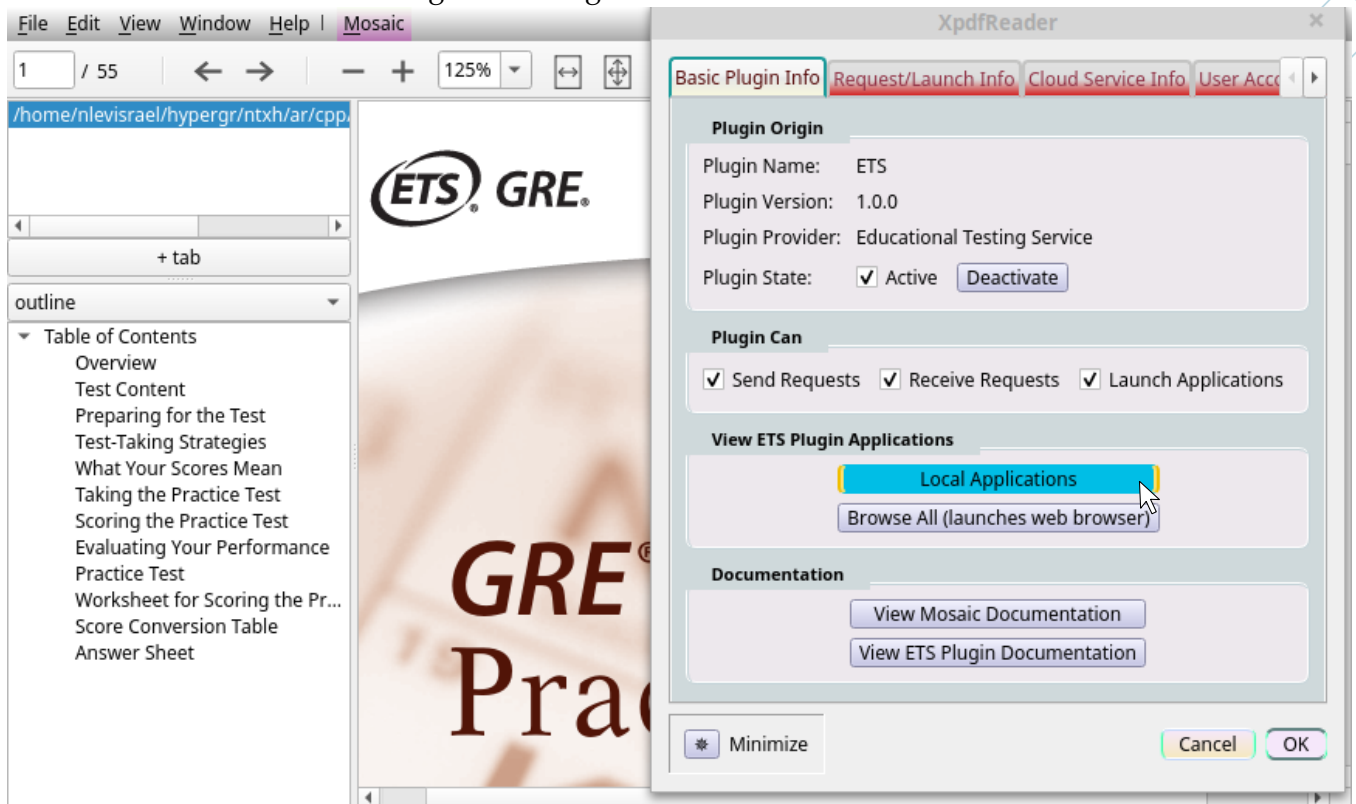 File Edit View Window Help | Mosaic
1 / 55 125%
/home/nlevisrael/hypergr/ntxh/ar/cpp
+ tab
outline
Table of Contents
Overview
Test Content
Preparing for the Test
Test-Taking Strategies
What Your Scores Mean
Taking the Practice Test
Scoring the Practice Test
Evaluating Your Performance
Practice Test
Worksheet for Scoring the Pr...
Score Conversion Table
Answer Sheet
ETS® GRE®
GRE®
XpdfReader
Basic Plugin Info Request/Launch Info Cloud Service Info User Acco
Plugin Origin
Plugin Name: ETS
Plugin Version: 1.0.0
Plugin Provider: Educational Testing Service
Plugin State: Active Deactivate
Plugin Can
Send Requests Receive Requests Launch Applications
View ETS Plugin Applications
Local Applications
Browse All (launches web browser)
Documentation
View Mosaic Documentation
View ETS Plugin Documentation
Minimize Cancel OK